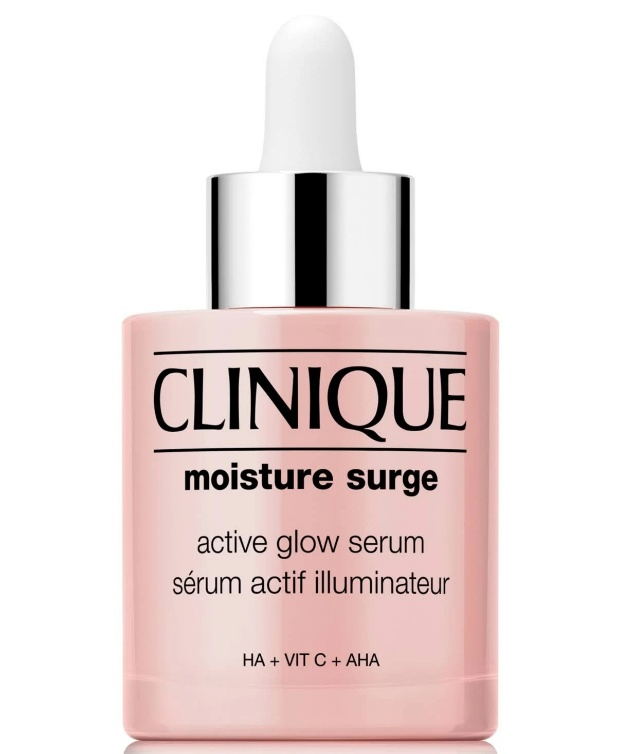 CLINIQUE
moisture surge
active glow serum
sérum actif illuminateur
HA + VIT C + AHA